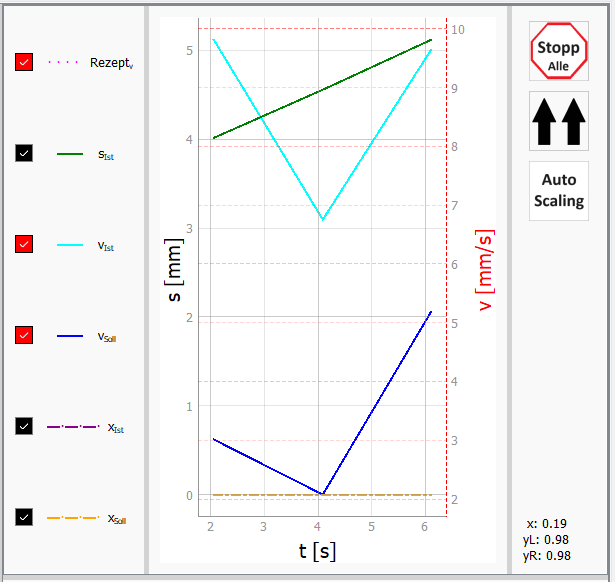 Rezeptv
sIst
vIst
vSoll
xIst
xSoll
5
4
3
2
1
0
s [mm]
2 3 4 5 6
t [s]
10
9
8
7
6
5
4
3
2
v [mm/s]
Stopp
Alle
Auto
Scaling
x: 0.19
yL: 0.98
yR: 0.98